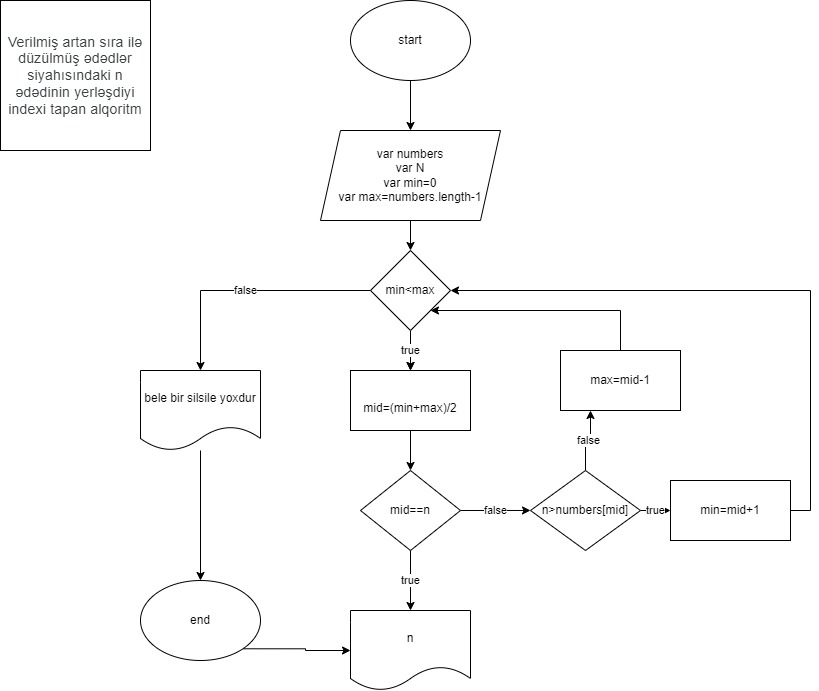 Verilmiş artan sıra ilə
düzülmüş ədədlər
siyahısındaki n
ədədinin yerləşdiyi
indexi tapan alqoritm
start
var numbers
var N
var min=0
var max=numbers.length-1
min<max
false
true
bele bir silsile yoxdur
mid=(min+max)/2
max=mid-1
false
mid==n
false
n>numbers[mid]
true
min=mid+1
true
end
n